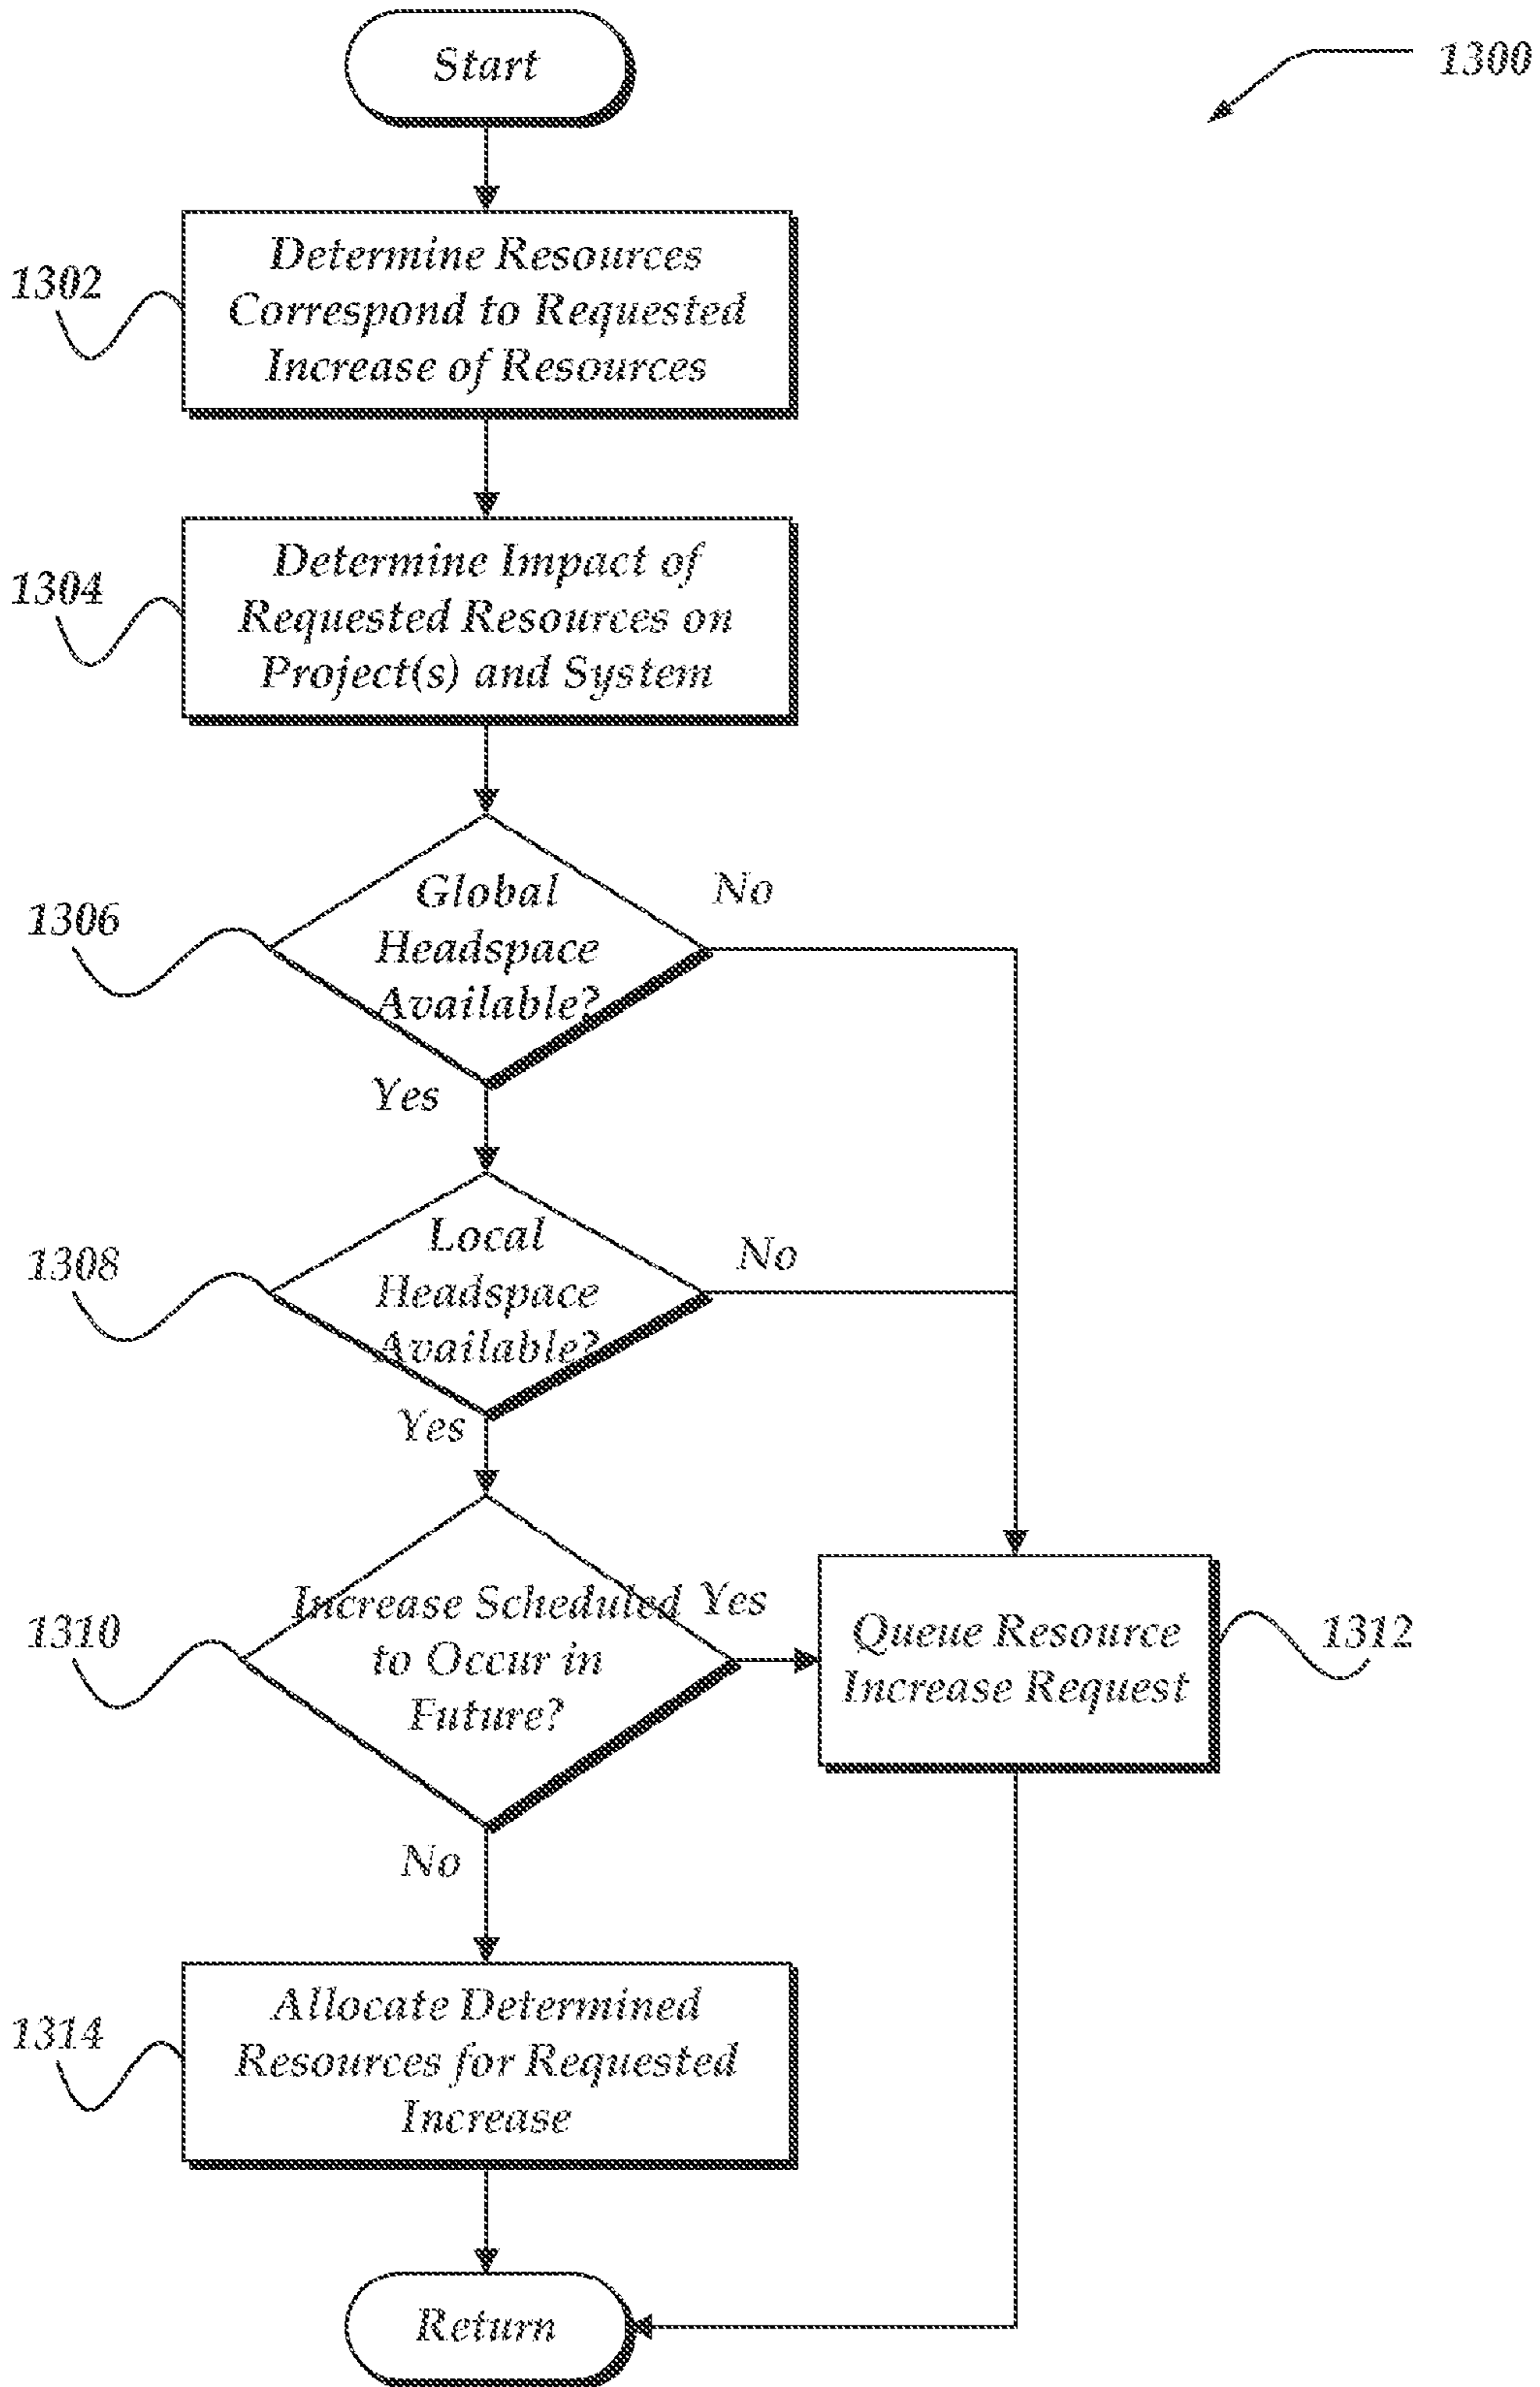 Start
1300
1302
Determine Resources
Correspond to Requested
Increase of Resources
1304
Determine Impact of
Requested Resources on
Project(s) and System
1306
Global
Headspace
Available?
No
Yes
1308
Local
Headspace
Available?
No
Yes
1310
Increase Scheduled
to Occur in
Future?
Yes
Queue Resource
Increase Request
1312
No
1314
Allocate Determined
Resources for Requested
Increase
Return